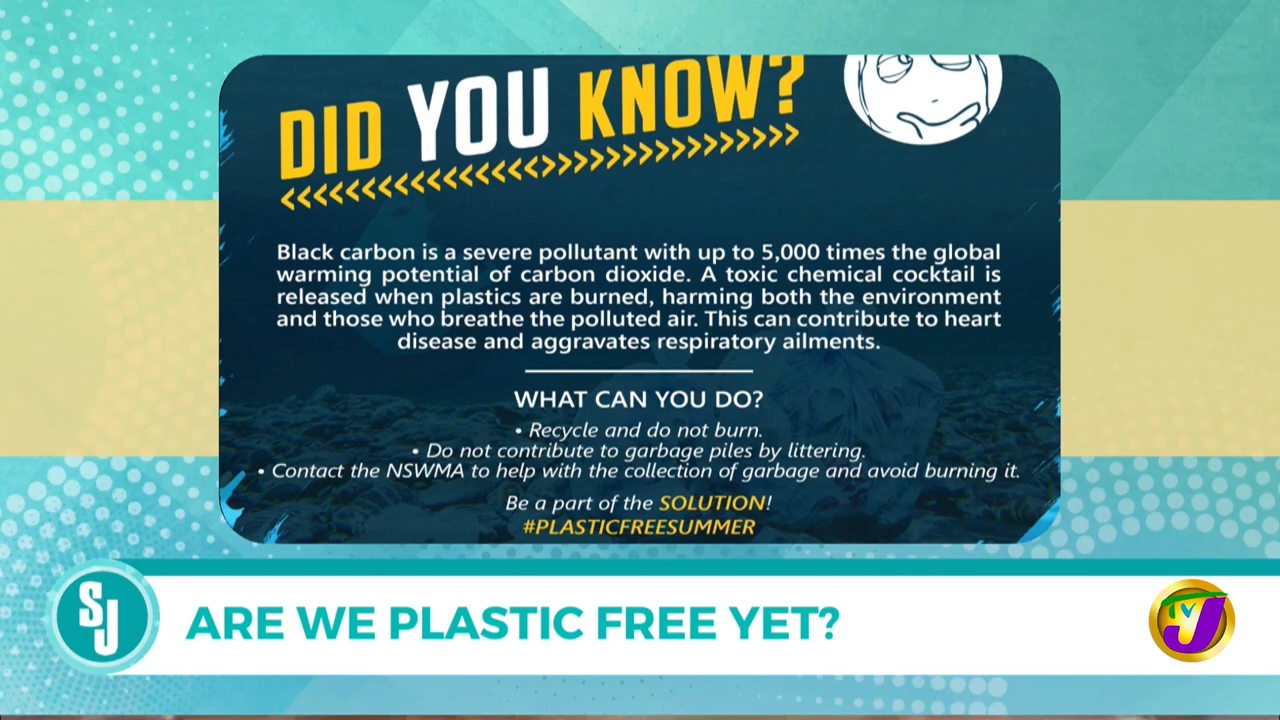 DID YOU KNOW?
Black carbon is a severe pollutant with up to 5,000 times the global
warming potential of carbon dioxide. A toxic chemical cocktail is
released when plastics are burned, harming both the environment
and those who breathe the polluted air. This can contribute to heart
disease and aggravates respiratory ailments.
WHAT CAN YOU DO?
• Recycle and do not burn.
• Do not contribute to garbage piles by littering.
• Contact the NSWMA to help with the collection of garbage and avoid burning it.
Be a part of the SOLUTION!
#PLASTICFREESUMMER
SJ
ARE WE PLASTIC FREE YET?
TVJ